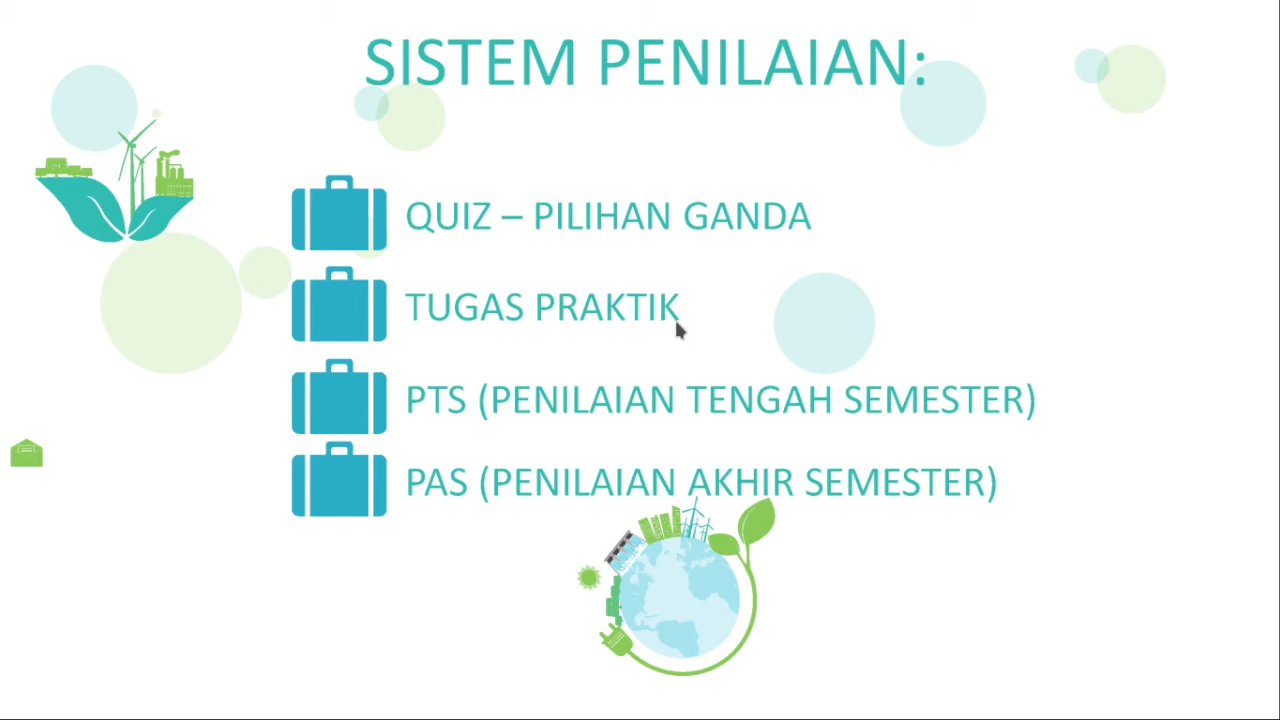 SISTEM PENILAIAN:
QUIZ – PILIHAN GANDA
TUGAS PRAKTIK
PTS (PENILAIAN TENGAH SEMESTER)
PAS (PENILAIAN AKHIR SEMESTER)